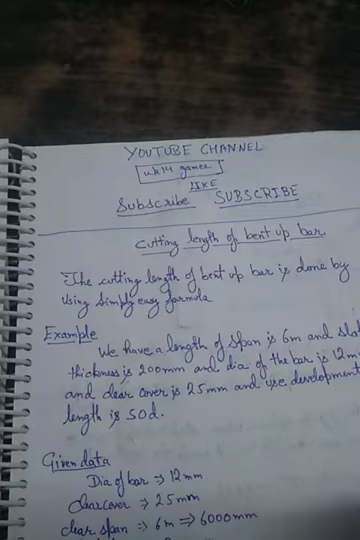 YOUTUBE CHANNEL
uk14 gamer
LIKE
Subscribe SUBSCRIBE
Cutting length of bent up bar
The cutting length of bent up bar is done by
Using simply easy formula
Example
We have a length of span is 6m and slab
thickness is 200mm and dia of the bar is 12m
and clear cover is 25mm and use development
length is 50d.
Given data
Dia of bar ⇒ 12mm
clear cover ⇒ 25mm
clear span ⇒ 6m ⇒ 6000mm